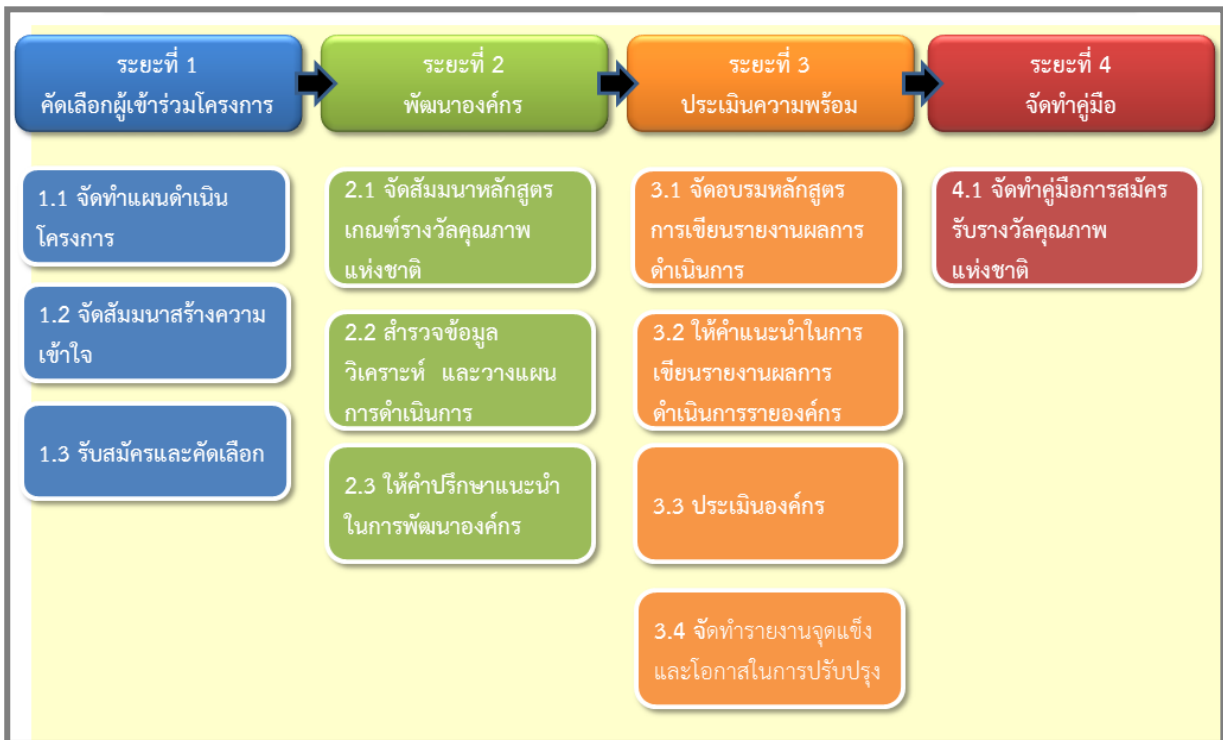 ระยะที่ 1
คัดเลือกผู้เข้าร่วมโครงการ
ระยะที่ 2
พัฒนาองค์กร
ระยะที่ 3
ประเมินความพร้อม
ระยะที่ 4
จัดทำคู่มือ
1.1 จัดทำแผนดำเนิน
โครงการ
1.2 จัดสัมมนาสร้างความ
เข้าใจ
1.3 รับสมัครและคัดเลือก
2.1 จัดสัมมนาหลักสูตร
เกณฑ์รางวัลคุณภาพ
แห่งชาติ
2.2 สำรวจข้อมูล
วิเคราะห์ และวางแผน
การดำเนินการ
2.3 ให้คำปรึกษาแนะนำ
ในการพัฒนาองค์กร
3.1 จัดอบรมหลักสูตร
การเขียนรายงานผลการ
ดำเนินการ
3.2 ให้คำแนะนำในการ
เขียนรายงานผลการ
ดำเนินการรายองค์กร
3.3 ประเมินองค์กร
3.4 จัดทำรายงานจุดแข็ง
และโอกาสในการปรับปรุง
4.1 จัดทำคู่มือการสมัคร
รับรางวัลคุณภาพ
แห่งชาติ